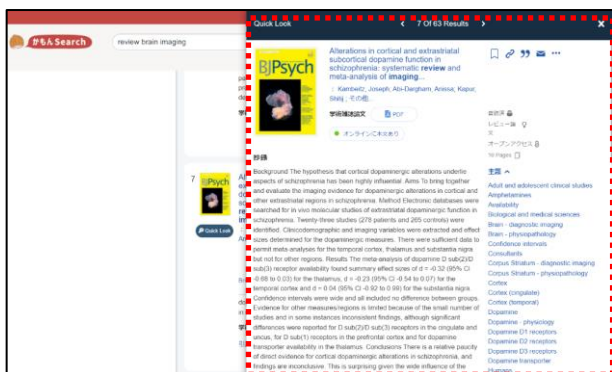 Quick Look
7 Of 63 Results
かもんSearch
review brain imaging
BJPsych
Alterations in cortical and extrastriatal
subcortical dopamine function in
schizophrenia: systematic review and
meta-analysis of imaging...
: Kambeitz, Joseph, Abi-Dargham, Anissa, Kapur,
Shitij ; その他..
学術雑誌論文
PDF
オンラインに本文あり
査読済
レビュー論
文
オープンアクセス
10 Pages
抄録
Background The hypothesis that cortical dopaminergic alterations underlie
aspects of schizophrenia has been highly influential. Aims To bring together
and evaluate the imaging evidence for dopaminergic alterations in cortical and
other extrastriatal regions in schizophrenia. Method Electronic databases were
searched for in vivo molecular studies of extrastriatal dopaminergic function in
schizophrenia. Twenty-three studies (278 patients and 265 controls) were
identified. Clinicodemographic and imaging variables were extracted and effect
sizes determined for the dopaminergic measures. There were sufficient data to
permit meta-analyses for the temporal cortex, thalamus and substantia nigra
but not for other regions. Results The meta-analysis of dopamine D sub(2)/D
sub(3) receptor availability found summary effect sizes of d = -0.32 (95% CI
-0.68 to 0.03) for the thalamus, d = -0.23 (95% CI -0.54 to 0.07) for the
temporal cortex and d = 0.04 (95% CI -0.92 to 0.99) for the substantia nigra.
Confidence intervals were wide and all included no difference between groups.
Evidence for other measures/regions is limited because of the small number of
studies and in some instances inconsistent findings, although significant
differences were reported for D sub(2)/D sub(3) receptors in the cingulate and
uncus, for D sub(1) receptors in the prefrontal cortex and for dopamine
transporter availability in the thalamus. Conclusions There is a relative paucity
of direct evidence for cortical dopaminergic alterations in schizophrenia, and
findings are inconclusive. This is surprising given the wide influence of the
主題
Adult and adolescent clinical studies
Amphetamines
Availability
Biological and medical sciences
Brain - diagnostic imaging
Brain - physiopathology
Confidence intervals
Consultants
Corpus Striatum - diagnostic imaging
Corpus Striatum - physiopathology
Cortex
Cortex (cingulate)
Cortex (temporal)
Dopamine
Dopamine - physiology
Dopamine D1 receptors
Dopamine D2 receptors
Dopamine D3 receptors
Dopamine transporter
Humans
7
BJPsych
Quick Look